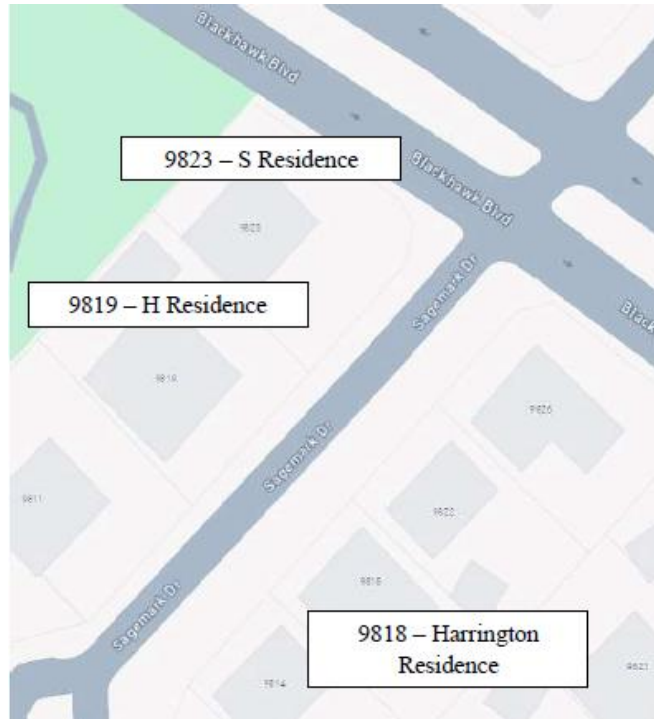 Blackhawk Blvd
9823 – S Residence
Blackhawk Blvd
9823
Sagemark Dr
9819 – H Residence
Black
9819
9826
Sagemark Dr
9811
9822
9818
Sagemark Dr
9818 – Harrington
Residence
9814